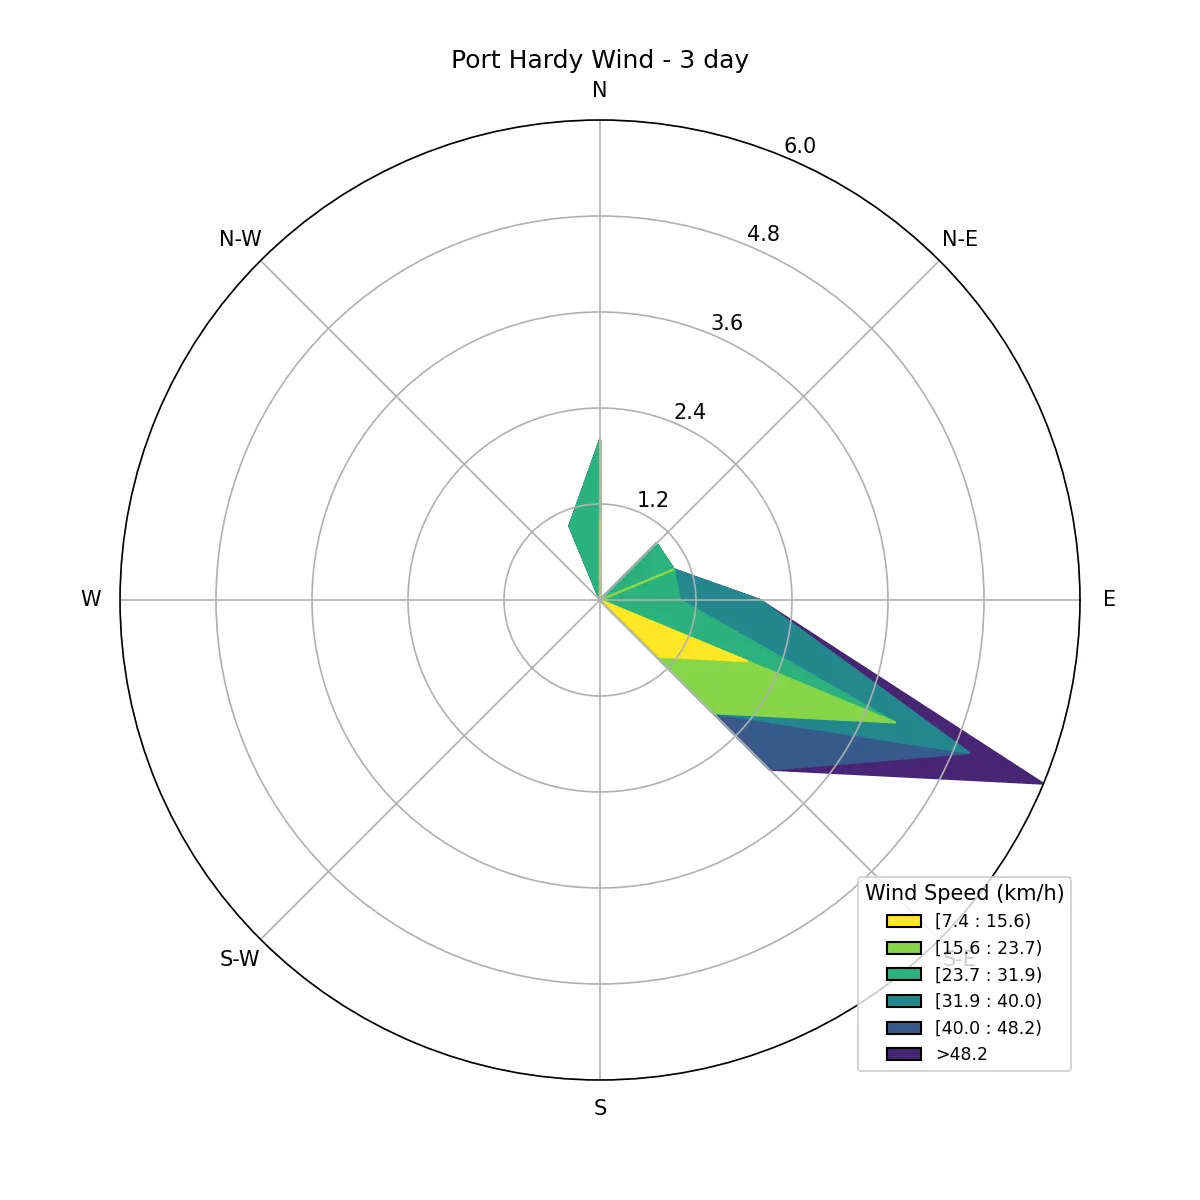 Port Hardy Wind - 3 day
N
6.0
N-W
N-E
4.8
3.6
2.4
1.2
W
E
Wind Speed (km/h)
[7.4 : 15.6)
[15.6 : 23.7)
S-W
S-E
[23.7 : 31.9)
[31.9 : 40.0)
[40.0 : 48.2)
>48.2
S